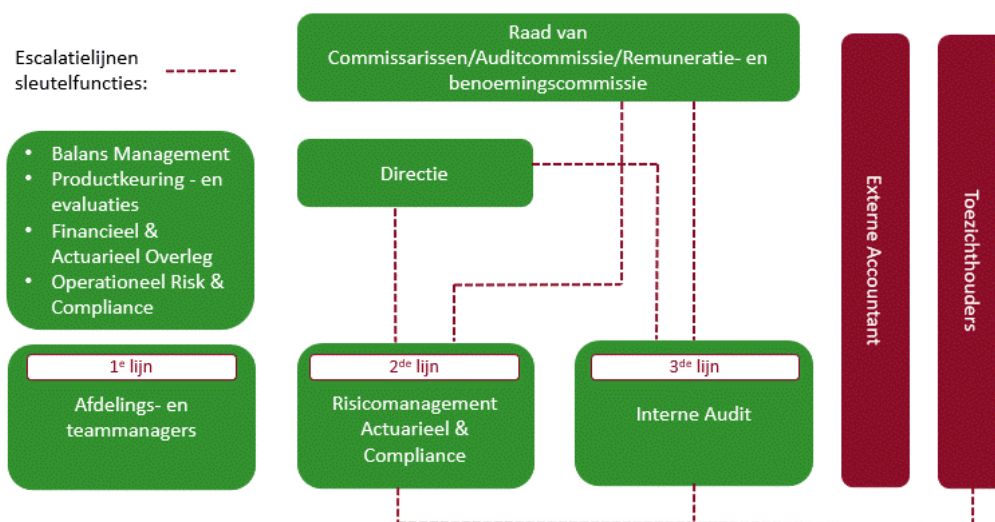 Escalatielijnen
sleutelfuncties:
Raad van
Commissarissen/Auditcommissie/Remuneratie- en
benoemingscommissie
• Balans Management
• Productkeuring - en
evaluaties
• Financieel &
Actuarieel Overleg
• Operationeel Risk &
Compliance
Directie
1e lijn
Afdelings- en
teammanagers
2de lijn
Risicomanagement
Actuarieel &
Compliance
3de lijn
Interne Audit
Externe Accountant
Toezichthouders